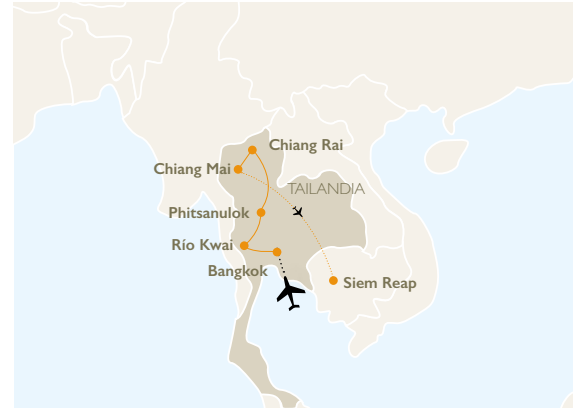 Chiang Rai
Chiang Mai
TAILANDIA
Phitsanulok
Río Kwai
Bangkok
Siem Reap